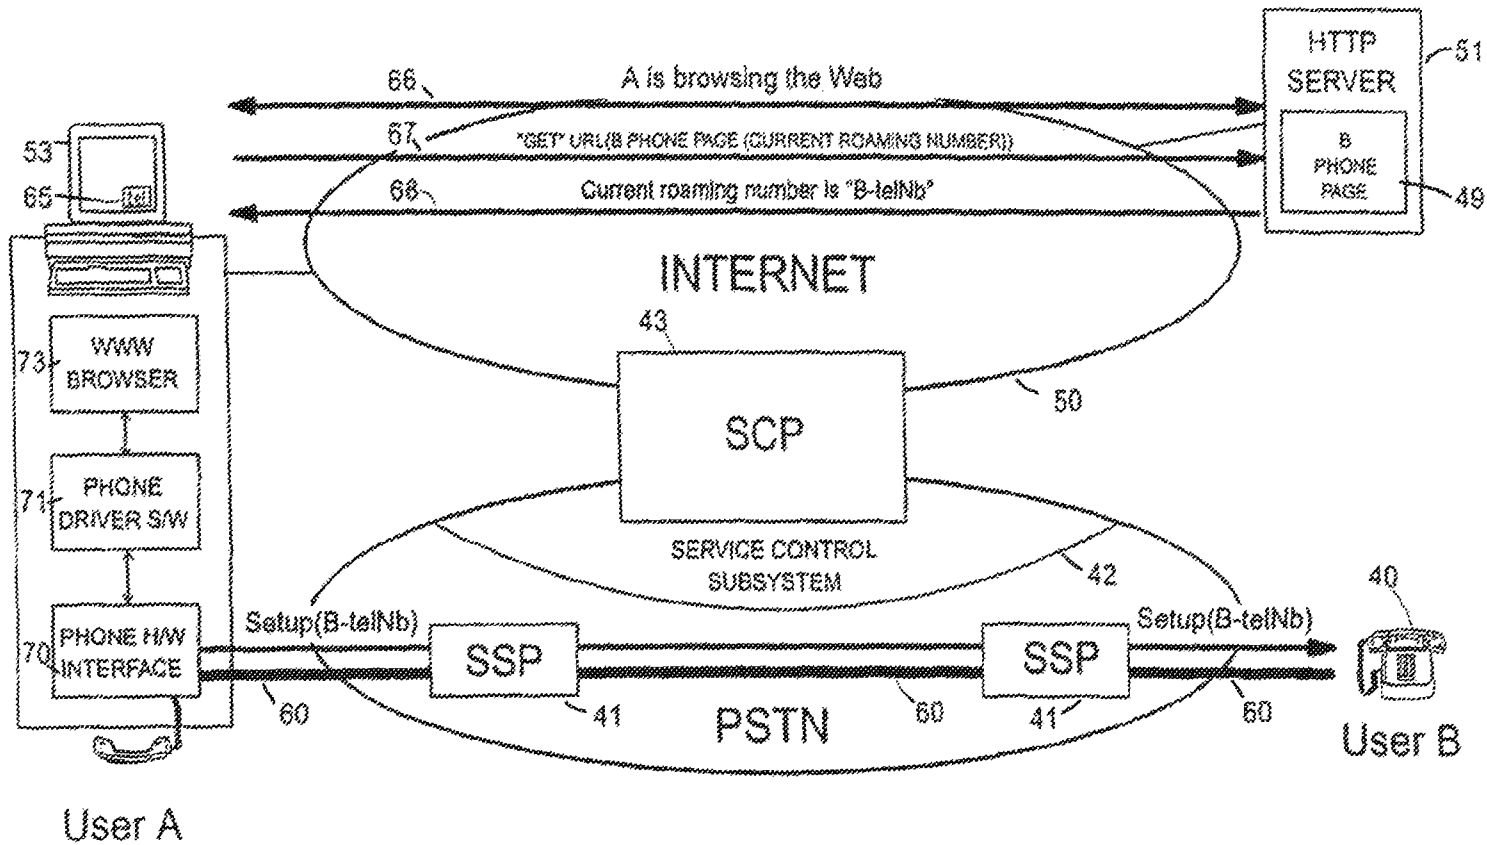 HTTP
SERVER
51
66
A is browsing the Web
67
"GET" URL(B PHONE PAGE (CURRENT ROAMING NUMBER))
B
PHONE
PAGE
49
53
65
68
Current roaming number is "B-telNb"
INTERNET
43
SCP
50
73
WWW
BROWSER
71
PHONE
DRIVER S/W
SERVICE CONTROL
SUBSYSTEM
42
40
70
PHONE H/W
INTERFACE
Setup(B-telNb)
SSP
SSP
Setup(B-telNb)
60
41
60
41
60
PSTN
User B
User A